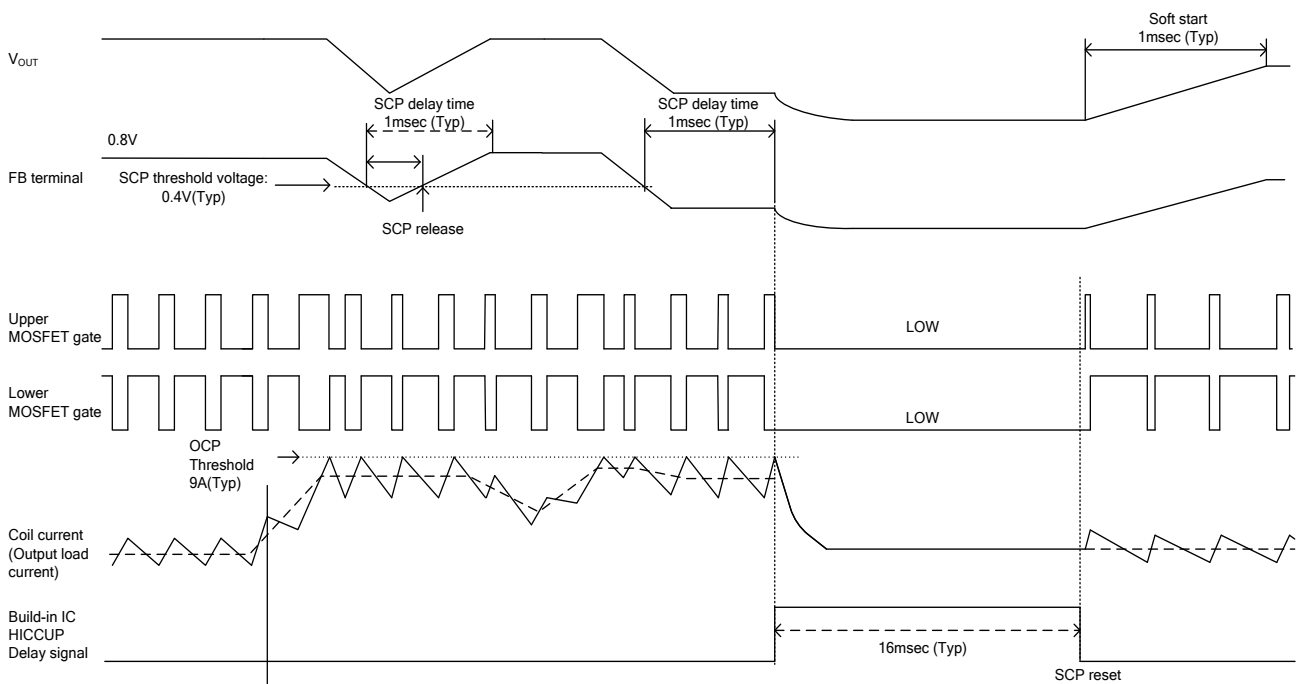 Soft start
1msec (Typ)
VOUT
SCP delay time
1msec (Typ)
SCP delay time
1msec (Typ)
0.8V
FB terminal
SCP threshold voltage:
0.4V(Typ)
SCP release
Upper
MOSFET gate
LOW
Lower
MOSFET gate
LOW
OCP
Threshold
9A(Typ)
Coil current
(Output load
current)
Build-in IC
HICCUP
Delay signal
16msec (Typ)
SCP reset